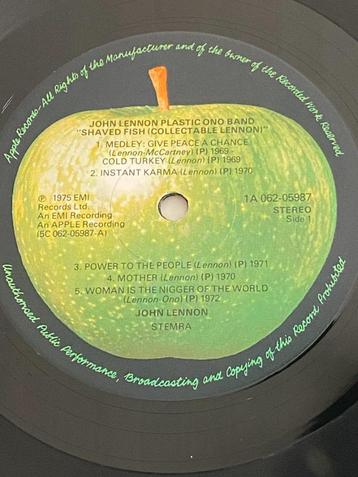 Apple Records-All Rights of the Manufacturer and of the Owner of the Recorded Work Reserved
JOHN LENNON PLASTIC ONO BAND
"SHAVED FISH (COLLECTABLE LENNON)"
1. MEDLEY: GIVE PEACE A CHANCE
(Lennon-McCartney) (P) 1969-
COLD TURKEY (Lennon) (P) 1969
2. INSTANT KARMA (Lennon) (P) 1970
℗ 1975 EMI
Records Ltd.
An EMI Recording
An APPLE Recording
(5C 062-05987-A)
1A 062-05987
STEREO
Side 1
3. POWER TO THE PEOPLE (Lennon) (P) 1971
4. MOTHER (Lennon) (P) 1970
5. WOMAN IS THE NIGGER OF THE WORLD
(Lennon-Ono) (P) 1972
JOHN LENNON
STEMRA
Unauthorised Public Performance, Broadcasting and Copying of this Record Prohibited